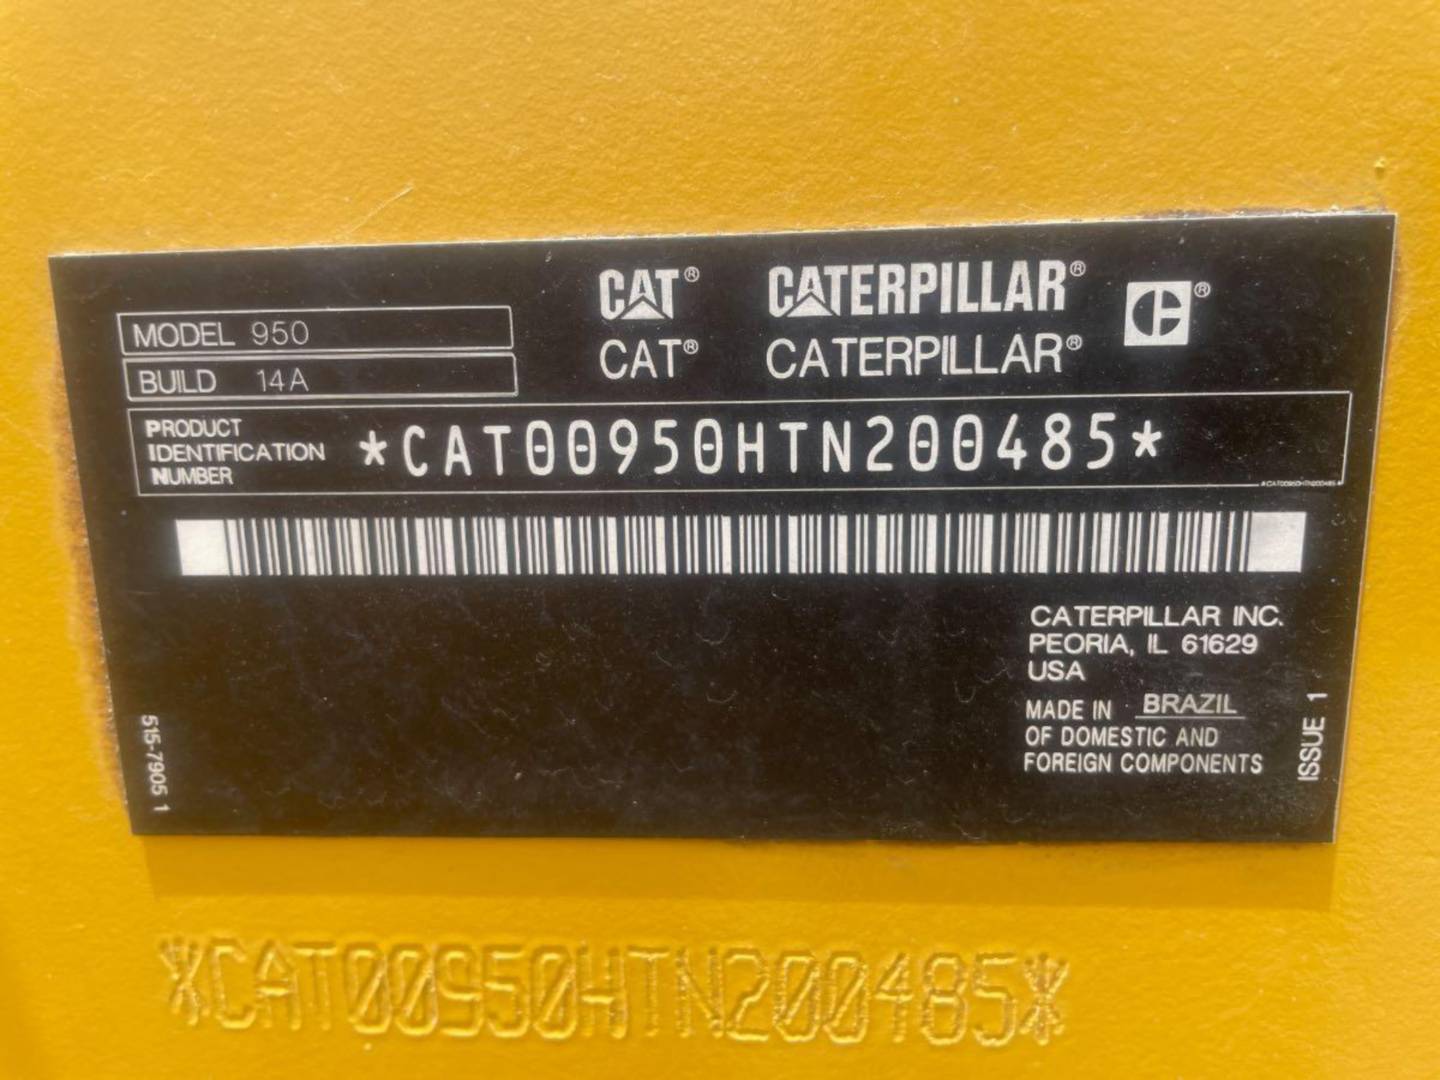 CAT® CATERPILLAR® C®
CAT® CATERPILLAR®
MODEL 950
BUILD 14A
PRODUCT
IDENTIFICATION
NUMBER
*CAT00950HTN200485*
*CAT00950HTN200485*
CATERPILLAR INC.
PEORIA, IL 61629
USA
MADE IN BRAZIL
OF DOMESTIC AND
FOREIGN COMPONENTS
ISSUE 1
515-7905 1
*CAT00950HTN200485*